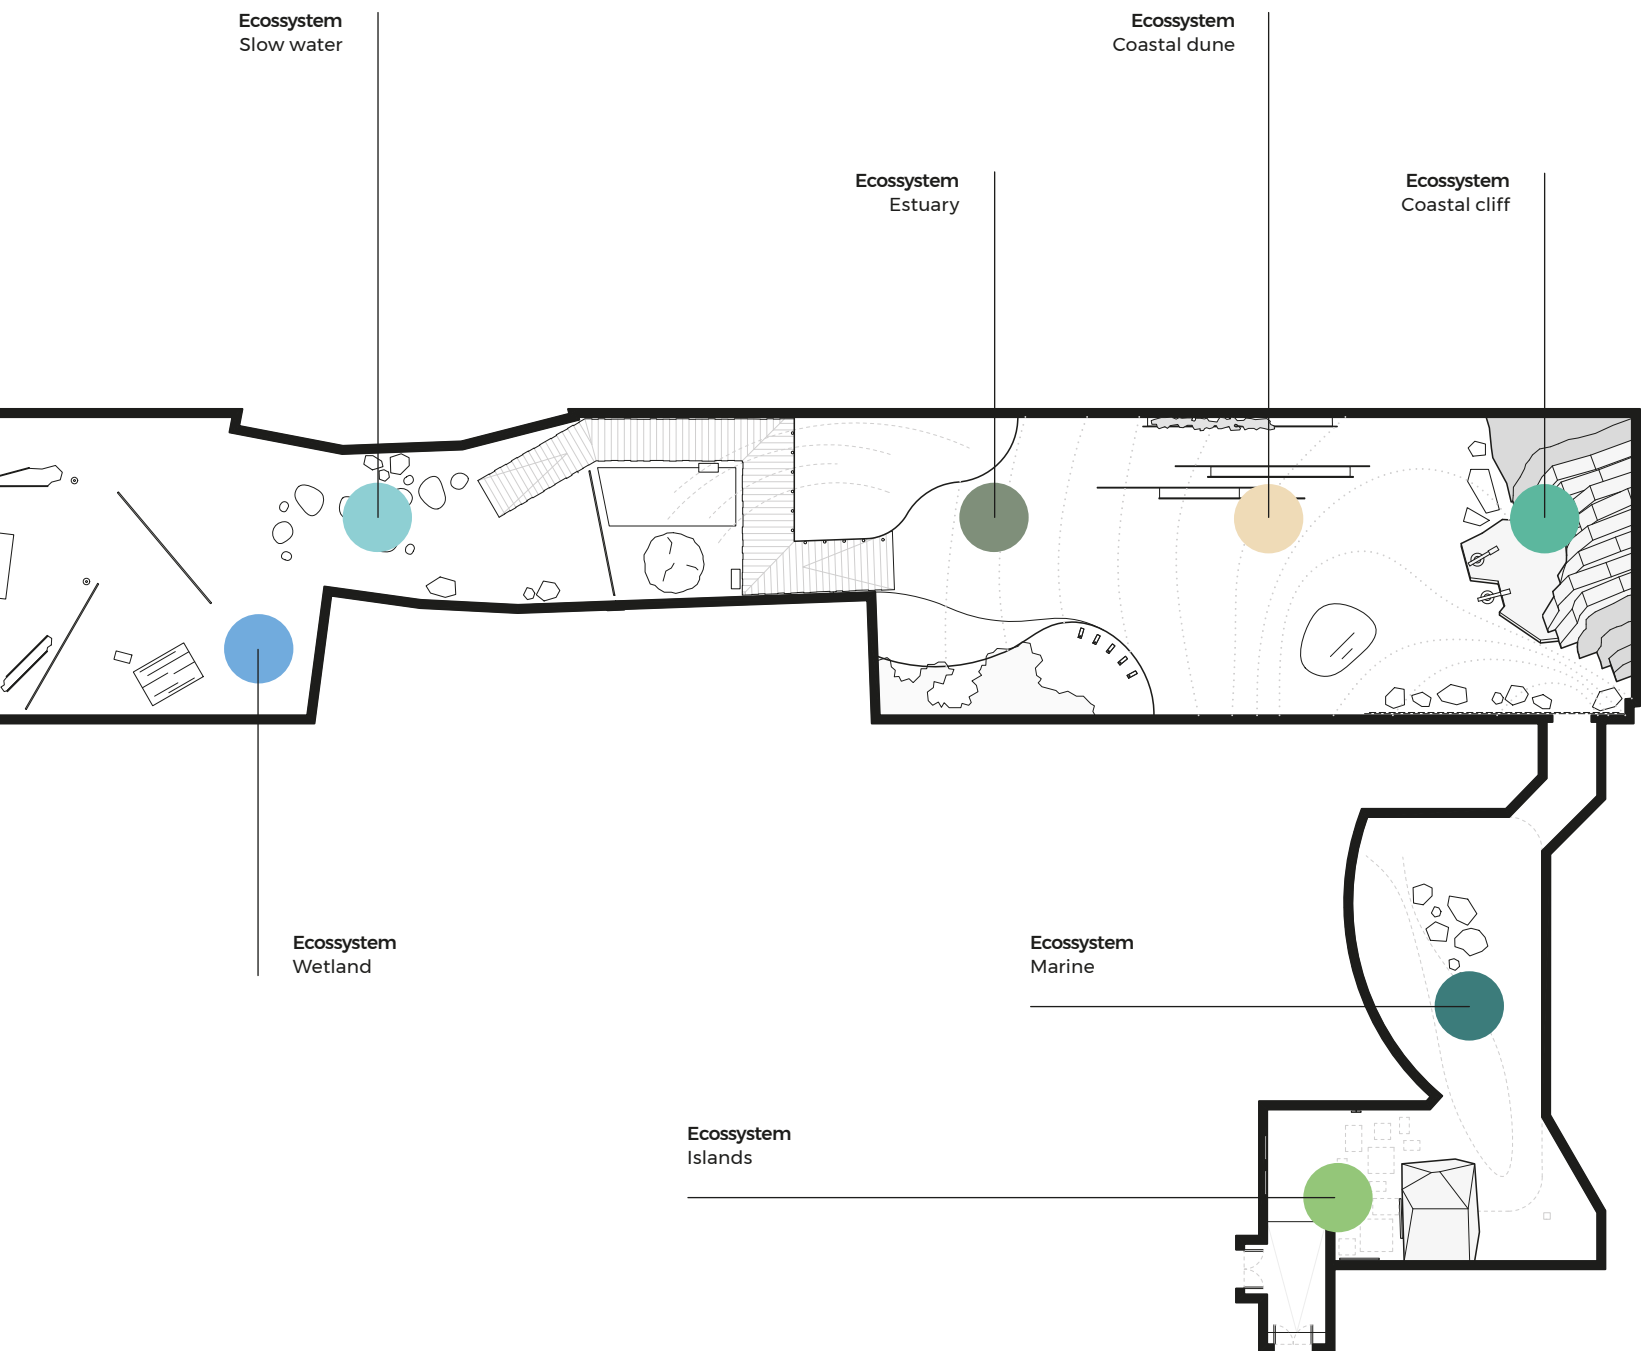 Ecossystem
Slow water
Ecossystem
Coastal dune
Ecossystem
Estuary
Ecossystem
Coastal cliff
Ecossystem
Wetland
Ecossystem
Marine
Ecossystem
Islands